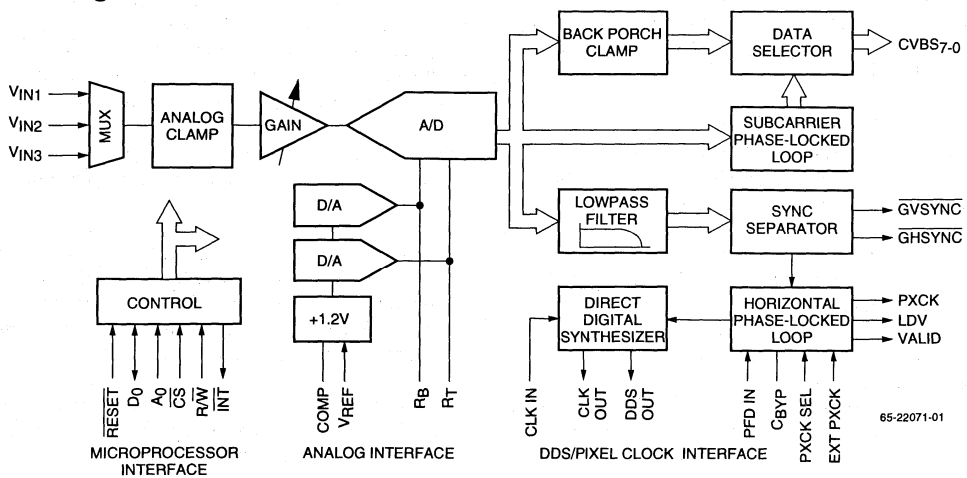 BACK PORCH
CLAMP
DATA
SELECTOR
CVBS7-0
VIN1
VIN2
VIN3
MUX
ANALOG
CLAMP
GAIN
A/D
SUBCARRIER
PHASE-LOCKED
LOOP
D/A
D/A
+1.2V
LOWPASS
FILTER
SYNC
SEPARATOR
GVSYNC
GHSYNC
CONTROL
DIRECT
DIGITAL
SYNTHESIZER
HORIZONTAL
PHASE-LOCKED
LOOP
PXCK
LDV
VALID
RESET
D0
A0
CS
R/W
INT
COMP
VREF
RB
RT
CLK IN
CLK
OUT
DDS
OUT
PFD IN
CBYP
PXCK SEL
EXT PXCK
65-22071-01
MICROPROCESSOR
INTERFACE
ANALOG INTERFACE
DDS/PIXEL CLOCK INTERFACE